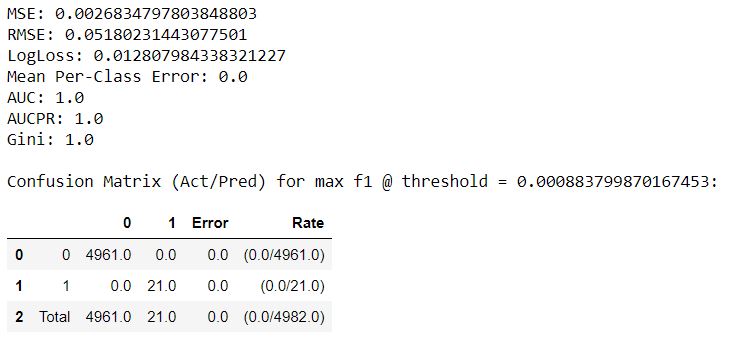 MSE: 0.0026834797803848803
RMSE: 0.05180231443077501
LogLoss: 0.012807984338321227
Mean Per-Class Error: 0.0
AUC: 1.0
AUCPR: 1.0
Gini: 1.0
Confusion Matrix (Act/Pred) for max f1 @ threshold = 0.000883799870167453:
0 1 Error Rate
0 0 4961.0 0.0 0.0 (0.0/4961.0)
1 1 0.0 21.0 0.0 (0.0/21.0)
2 Total 4961.0 21.0 0.0 (0.0/4982.0)